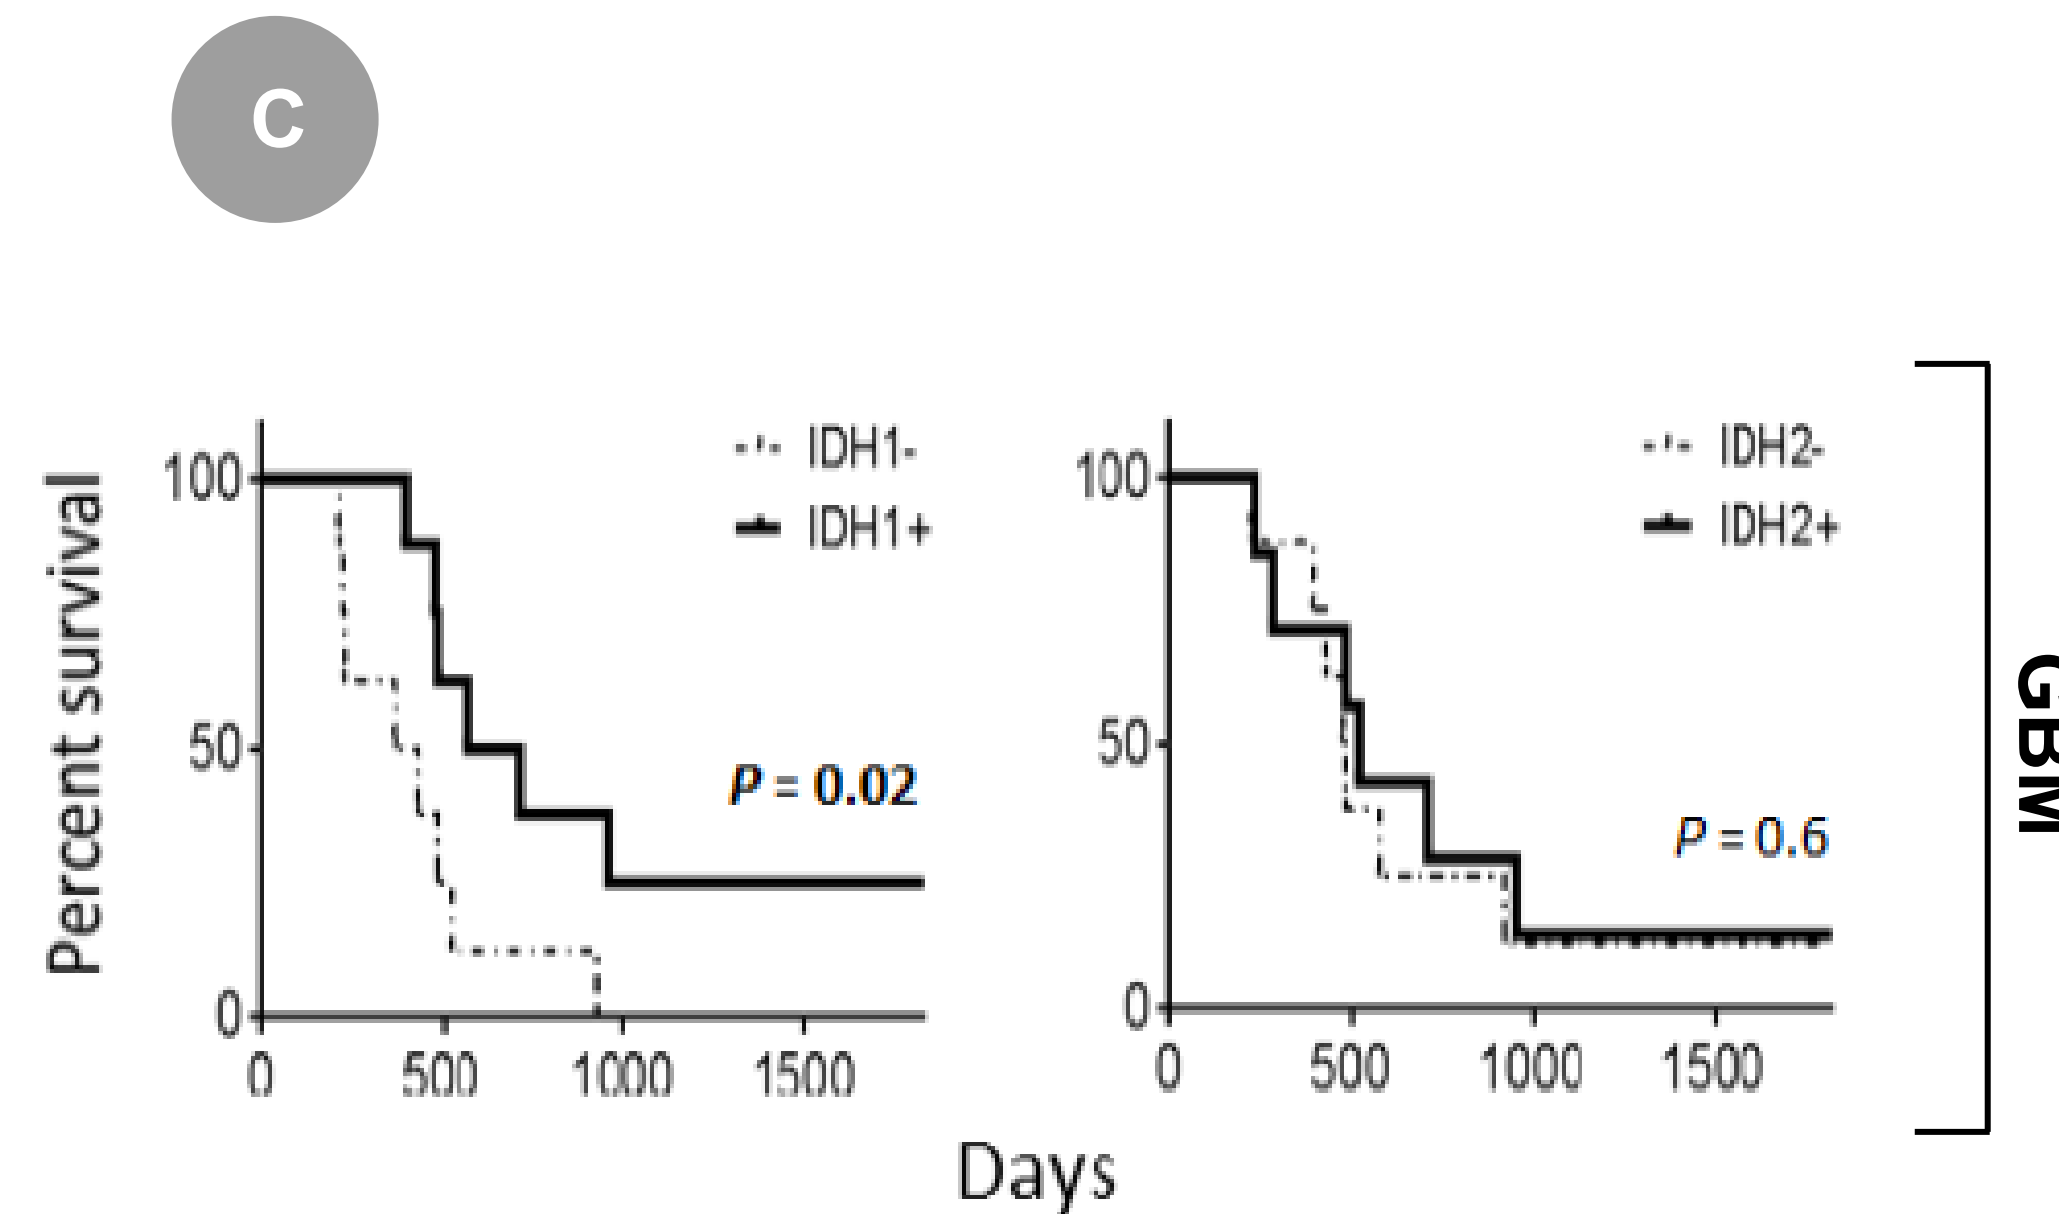 C
Percent survival
100
50
0
0 500 1000 1500
IDH1-
IDH1+
P = 0.02
100
50
0
0 500 1000 1500
IDH2-
IDH2+
P = 0.6
Days
GBM